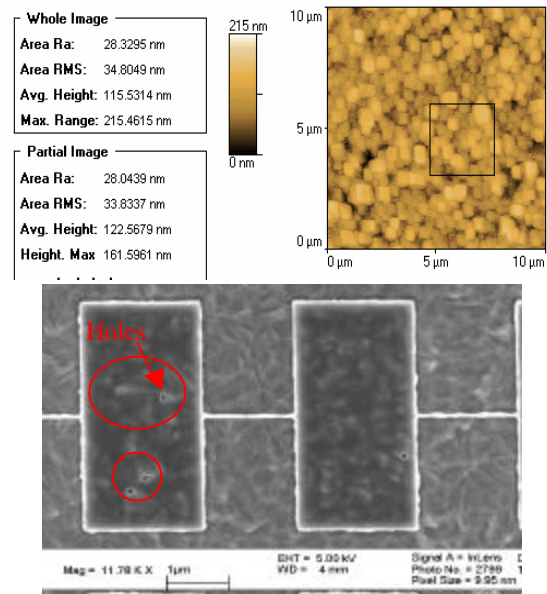 Whole Image
Area Ra: 28.3295 nm
Area RMS: 34.8049 nm
Avg. Height: 115.5314 nm
Max. Range: 215.4615 nm
Partial Image
Area Ra: 28.0439 nm
Area RMS: 33.8337 nm
Avg. Height: 122.5679 nm
Height. Max 161.5961 nm
215 nm
0 nm
10 µm
5 µm
0 µm
0 µm 5 µm 10 µm
Holes
Mag = 11.78 K X 1µm
EHT = 5.00 kV
WD = 4 mm
Signal A = InLens
Photo No. = 2798
Pixel Size = 9.95 nm